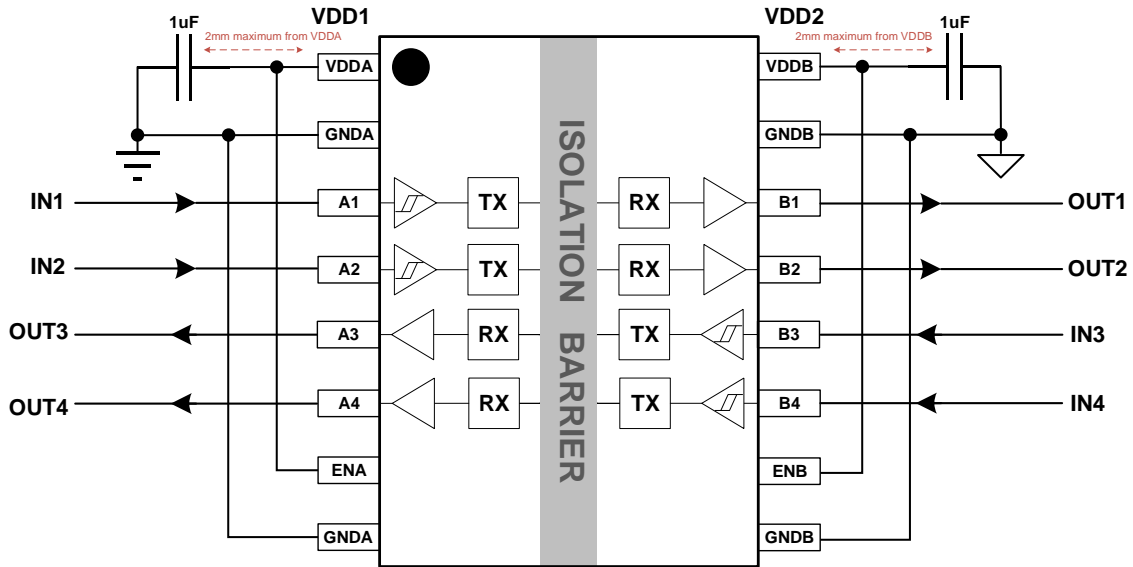 1uF
VDD1
VDD2
1uF
2mm maximum from VDDA
2mm maximum from VDDB
VDDA
VDDB
GNDA
GNDB
IN1
A1
TX
RX
B1
OUT1
IN2
A2
TX
RX
B2
OUT2
OUT3
A3
RX
TX
B3
IN3
OUT4
A4
RX
TX
B4
IN4
ENA
ENB
GNDA
GNDB
ISOLATION BARRIER